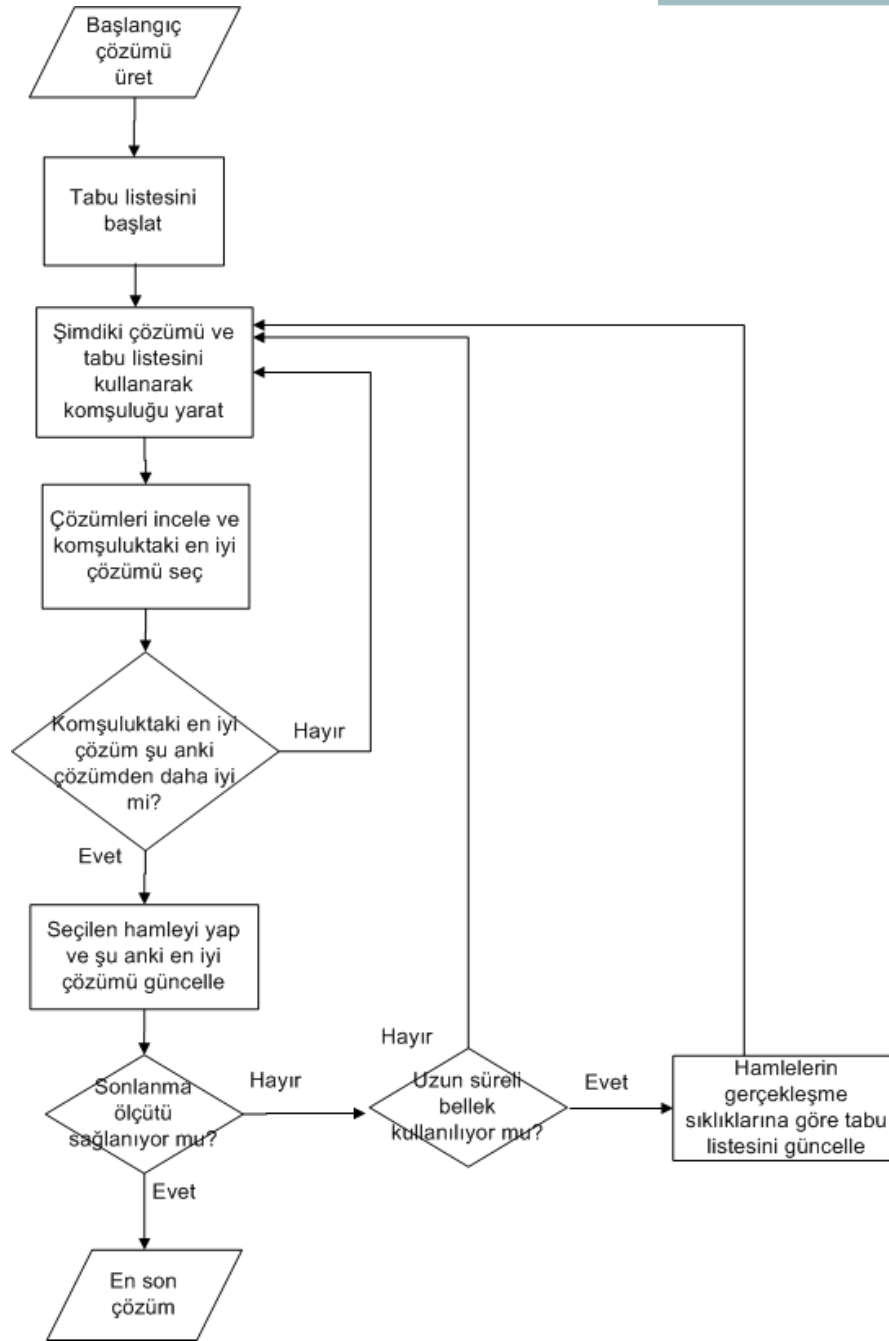 Başlangıç
çözümü
üret
Tabu listesini
başlat
Şimdiki çözümü ve
tabu listesini
kullanarak
komşuluğu yarat
Çözümleri incele ve
komşuluktaki en iyi
çözümü seç
Komşuluktaki en iyi
çözüm şu anki
çözümden daha iyi
mi?
Hayır
Evet
Seçilen hamleyi yap
ve şu anki en iyi
çözümü güncelle
Sonlanma
ölçütü
sağlanıyor mu?
Hayır
Evet
Uzun süreli
bellek
kullanılıyor mu?
Hayır
Evet
Hamlelerin
gerçekleşme
sıklıklarına göre tabu
listesini güncelle
En son
çözüm